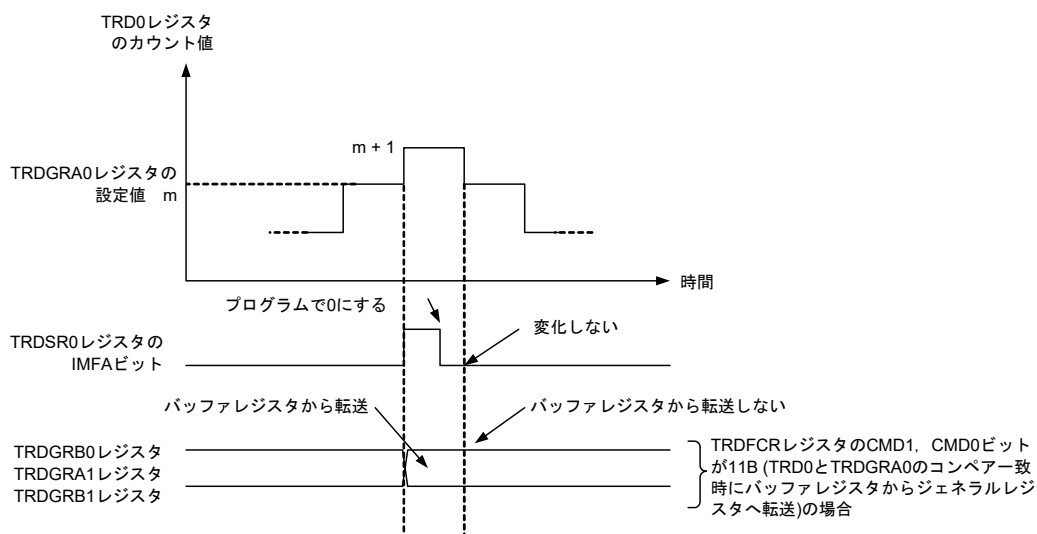 TRD0レジスタ
のカウント値
m + 1
TRDGRA0レジスタの
設定値 m
時間
プログラムで0にする
変化しない
TRDSR0レジスタの
IMFAビット
バッファレジスタから転送
バッファレジスタから転送しない
TRDGRB0レジスタ
TRDGRA1レジスタ
TRDGRB1レジスタ
TRDFCRレジスタのCMD1，CMD0ビット
が11B (TRD0とTRDGRA0のコンペアー致
時にバッファレジスタからジェネラルレジ
スタへ転送)の場合